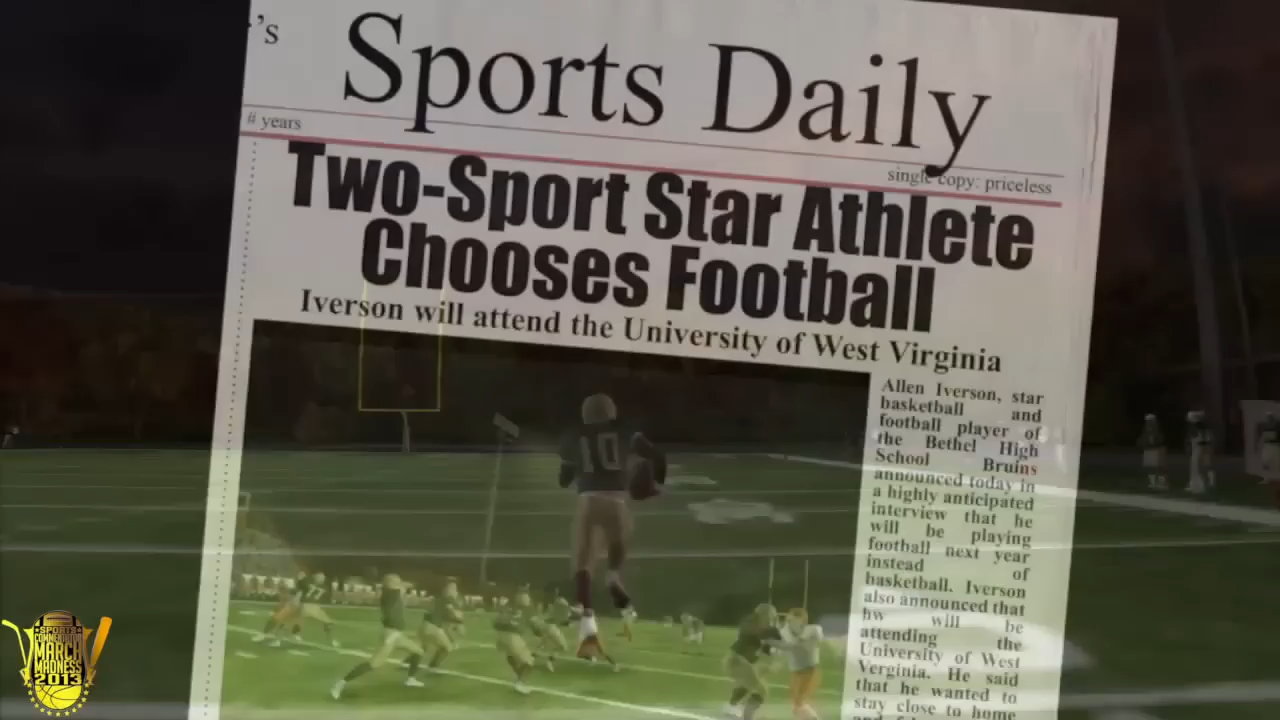 's
Sports Daily
# years
single copy: priceless
Two-Sport Star Athlete
Chooses Football
Iverson will attend the University of West Virginia
Allen Iverson, star
basketball and
football player of
the Bethel High
School Bruins
announced today in
a highly anticipated
interview that he
will be playing
football next year
instead of
basketball. Iverson
also announced that
hw will be
attending the
University of West
Verginia. He said
that he wanted to
stay close to home
10
77
SPORTS
COMMENTATOR
MARCH
MADNESS
2013